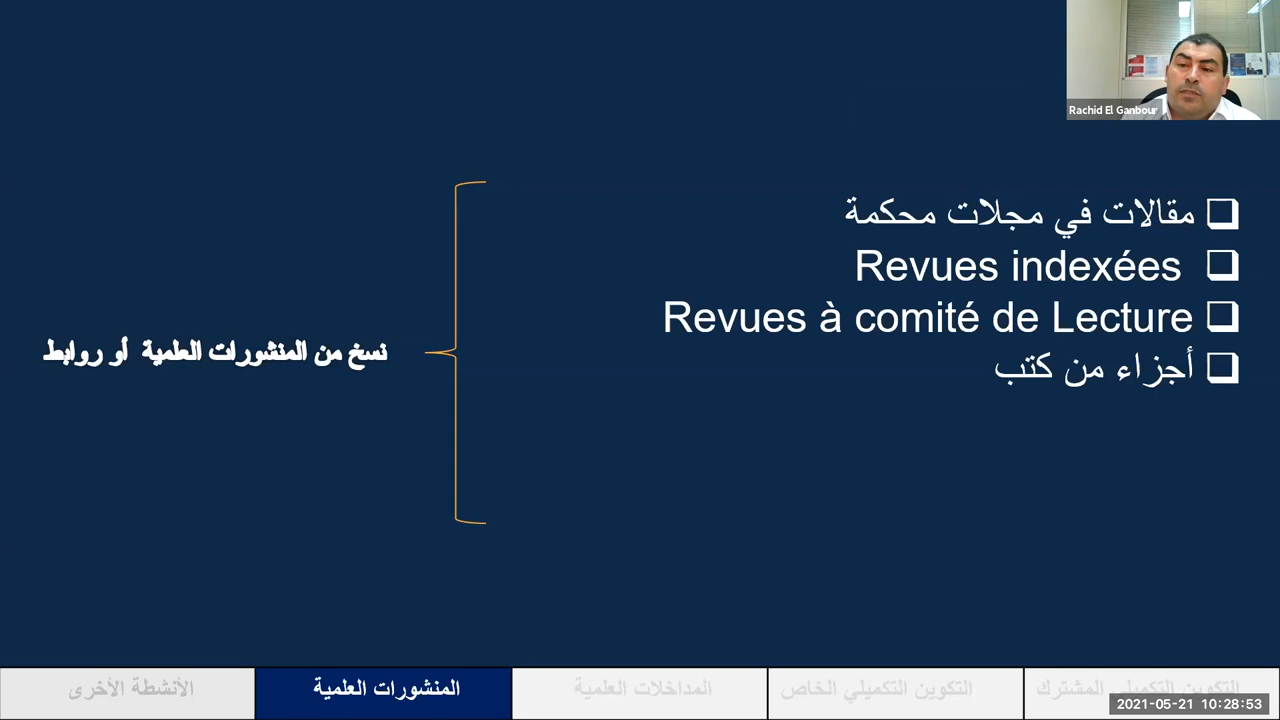 Rachid El Ganbour
مقالات في مجلات محكمة
Revues indexées
Revues à comité de Lecture
أجزاء من كتب
نسخ من المنشورات العلمية أو روابط
التكوين التكميلي المشترك
التكوين التكميلي الخاص
المداخلات العلمية
المنشورات العلمية
الأنشطة الأخرى
2021-05-21 10:28:53